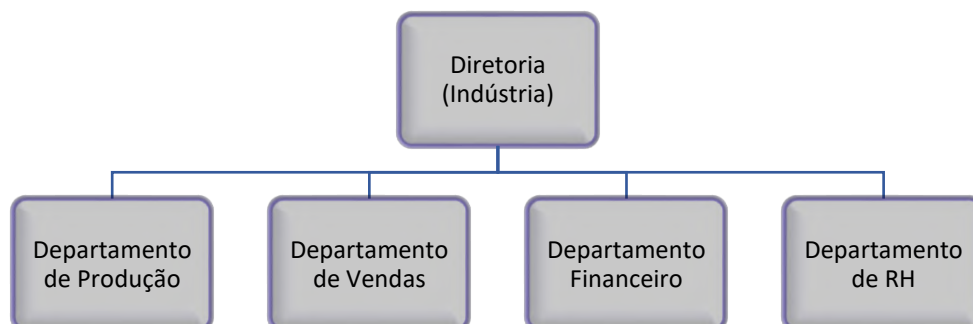 Diretoria
(Indústria)
Departamento
de Produção
Departamento
de Vendas
Departamento
Financeiro
Departamento
de RH